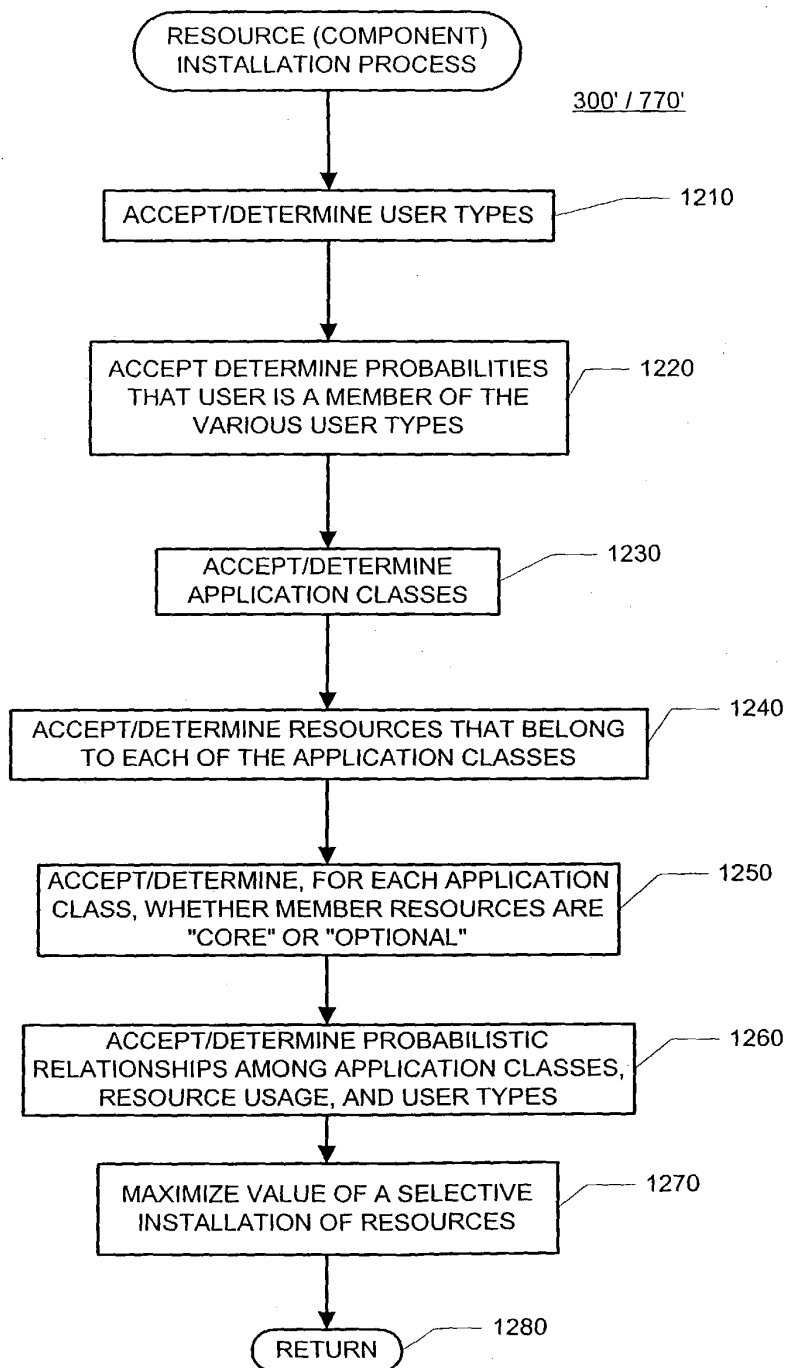 RESOURCE (COMPONENT)
INSTALLATION PROCESS
300' / 770'
ACCEPT/DETERMINE USER TYPES
1210
ACCEPT DETERMINE PROBABILITIES
THAT USER IS A MEMBER OF THE
VARIOUS USER TYPES
1220
ACCEPT/DETERMINE
APPLICATION CLASSES
1230
ACCEPT/DETERMINE RESOURCES THAT BELONG
TO EACH OF THE APPLICATION CLASSES
1240
ACCEPT/DETERMINE, FOR EACH APPLICATION
CLASS, WHETHER MEMBER RESOURCES ARE
"CORE" OR "OPTIONAL"
1250
ACCEPT/DETERMINE PROBABILISTIC
RELATIONSHIPS AMONG APPLICATION CLASSES,
RESOURCE USAGE, AND USER TYPES
1260
MAXIMIZE VALUE OF A SELECTIVE
INSTALLATION OF RESOURCES
1270
RETURN
1280